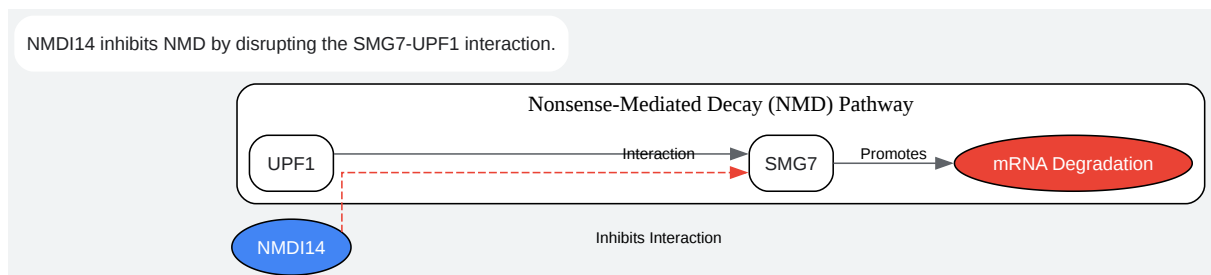 NMDI14 inhibits NMD by disrupting the SMG7-UPF1 interaction.
Nonsense-Mediated Decay (NMD) Pathway
UPF1
Interaction
SMG7
Promotes
mRNA Degradation
NMDI14
Inhibits Interaction